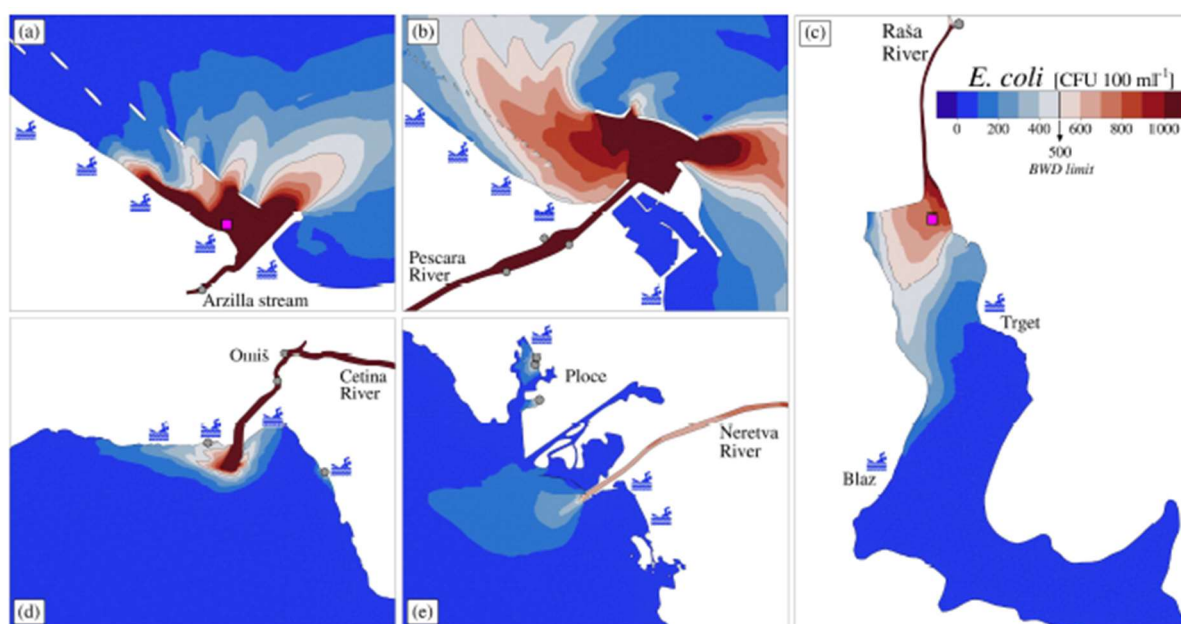 (a)
Arzilla stream
(b)
Pescara
River
(c)
Raša
River
E. coli [CFU 100 ml⁻¹]
0 200 400 600 800 1000
500
BWD limit
Trget
Blaz
(d)
Omiš
Cetina
River
(e)
Ploce
Neretva
River